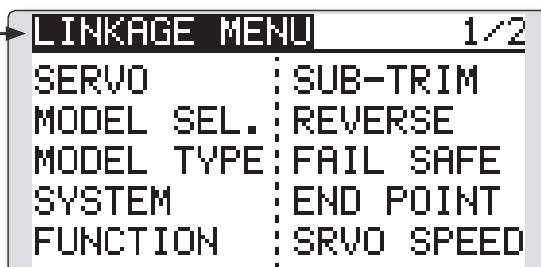 LINKAGE MENU 1/2
SERVO SUB-TRIM
MODEL SEL. REVERSE
MODEL TYPE FAIL SAFE
SYSTEM END POINT
FUNCTION SRVO SPEED